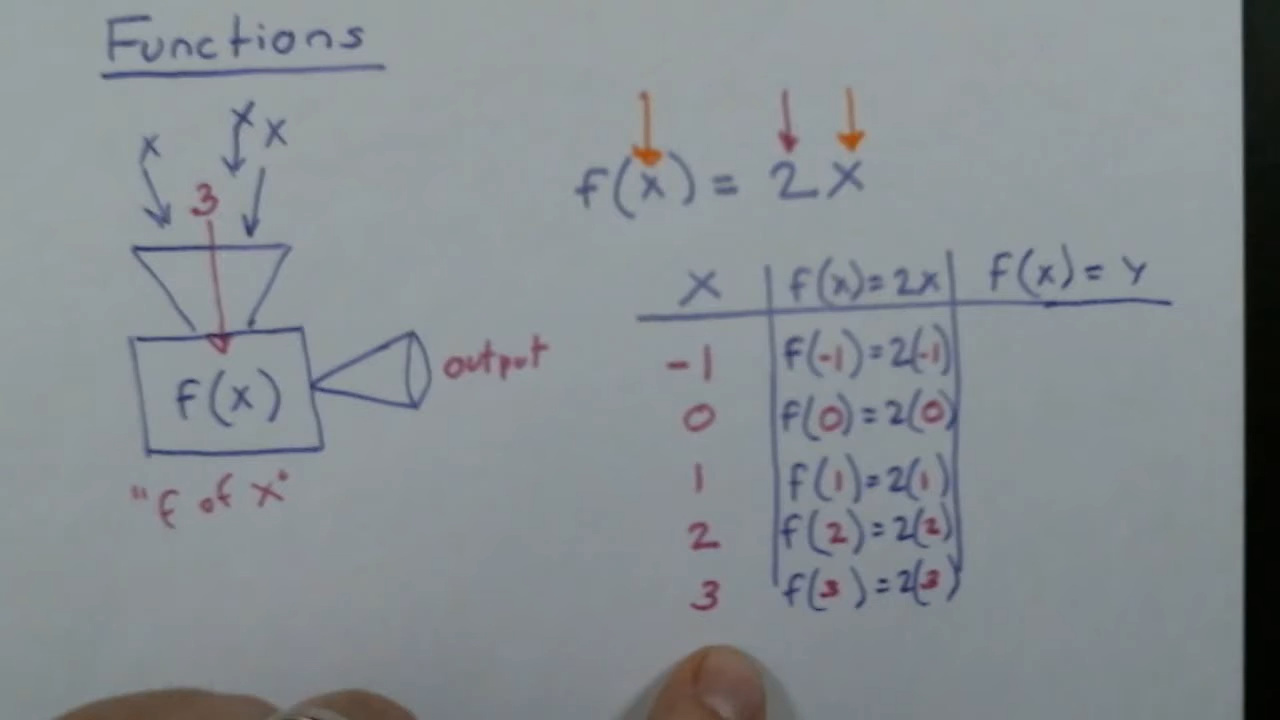 Functions
x x x
3
f(x)
output
"f of x"
f(x) = 2x
x f(x)=2x f(x)= y
-1 f(-1)=2(-1)
0 f(0)=2(0)
1 f(1)=2(1)
2 f(2)=2(2)
3 f(3)=2(3)